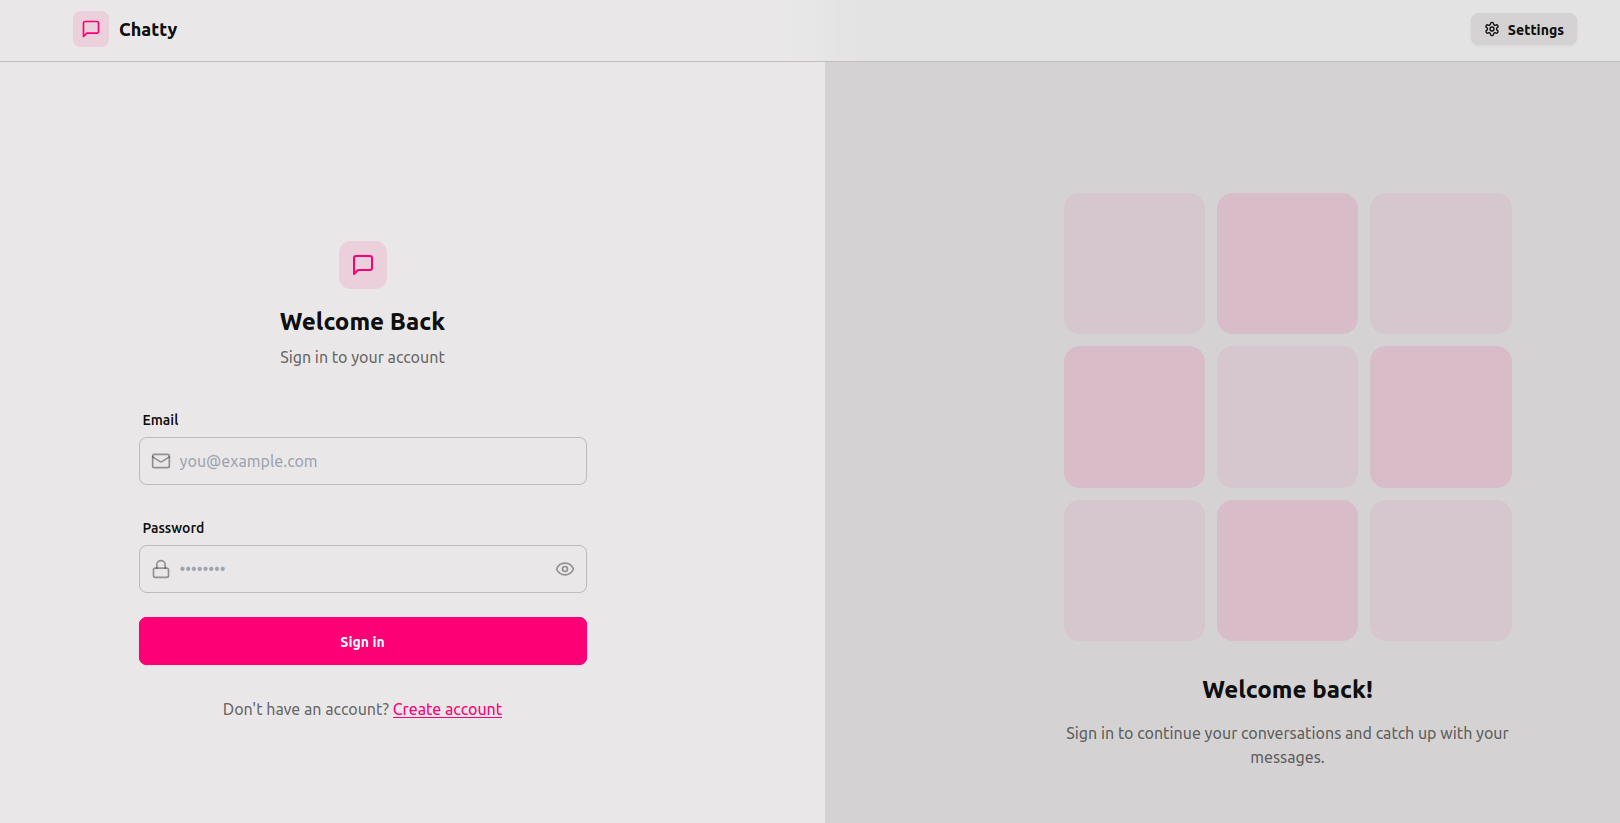 Chatty
Settings
Welcome Back
Sign in to your account
Email
you@example.com
Password
••••••••
Sign in
Don't have an account? Create account
Welcome back!
Sign in to continue your conversations and catch up with your
messages.